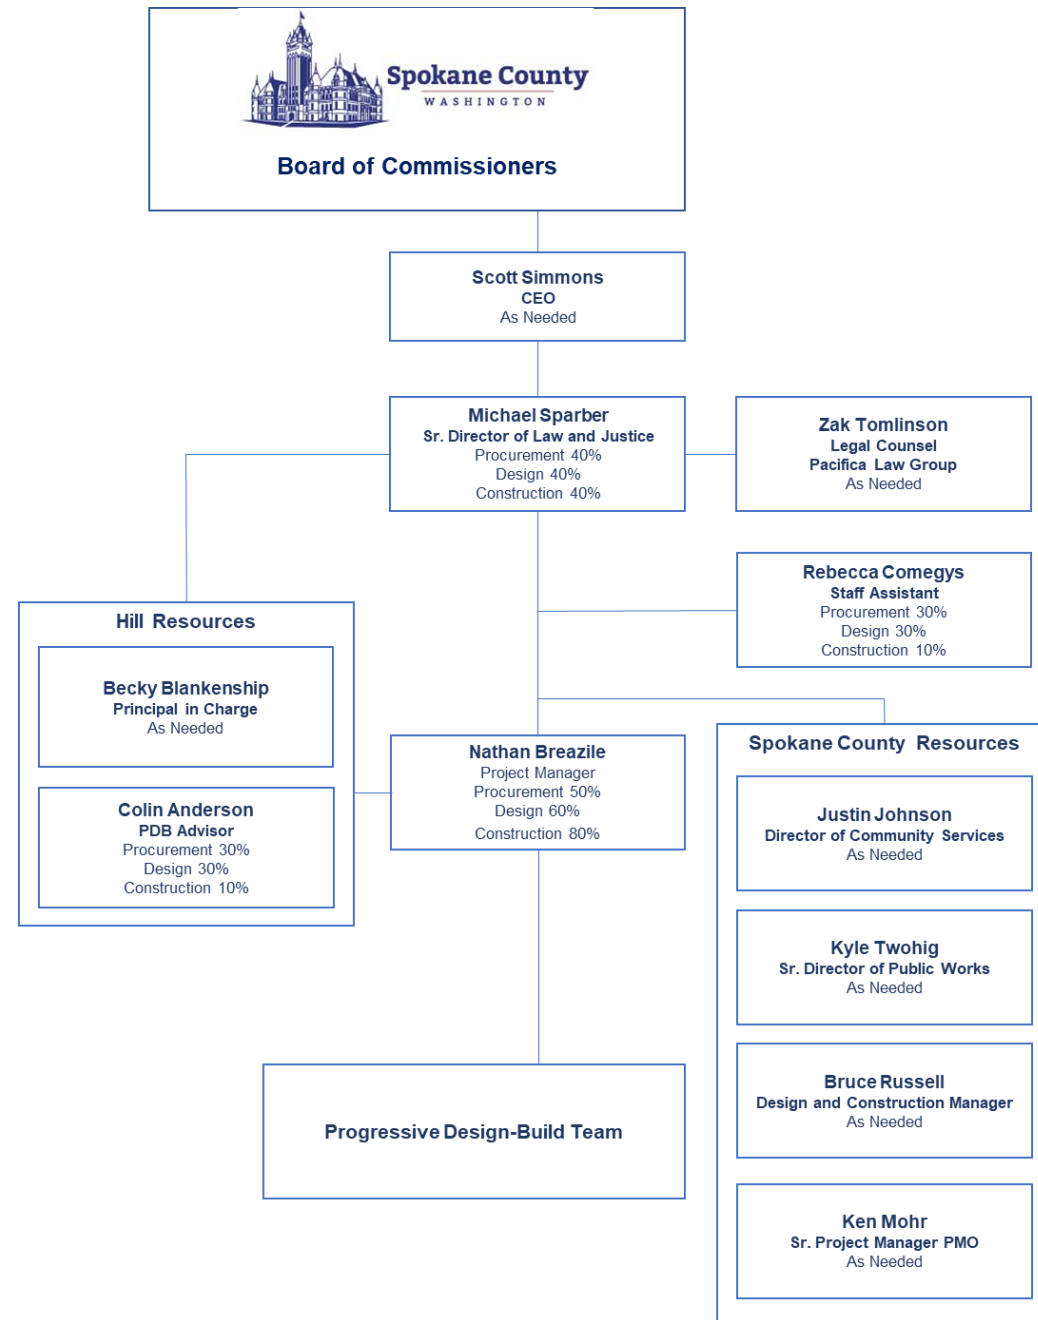 Spokane County
WASHINGTON
Board of Commissioners
Scott Simmons
CEO
As Needed
Michael Sparber
Sr. Director of Law and Justice
Procurement 40%
Design 40%
Construction 40%
Zak Tomlinson
Legal Counsel
Pacifica Law Group
As Needed
Rebecca Comegys
Staff Assistant
Procurement 30%
Design 30%
Construction 10%
Hill Resources
Becky Blankenship
Principal in Charge
As Needed
Colin Anderson
PDB Advisor
Procurement 30%
Design 30%
Construction 10%
Nathan Breazile
Project Manager
Procurement 50%
Design 60%
Construction 80%
Spokane County Resources
Justin Johnson
Director of Community Services
As Needed
Kyle Twohig
Sr. Director of Public Works
As Needed
Bruce Russell
Design and Construction Manager
As Needed
Ken Mohr
Sr. Project Manager PMO
As Needed
Progressive Design-Build Team